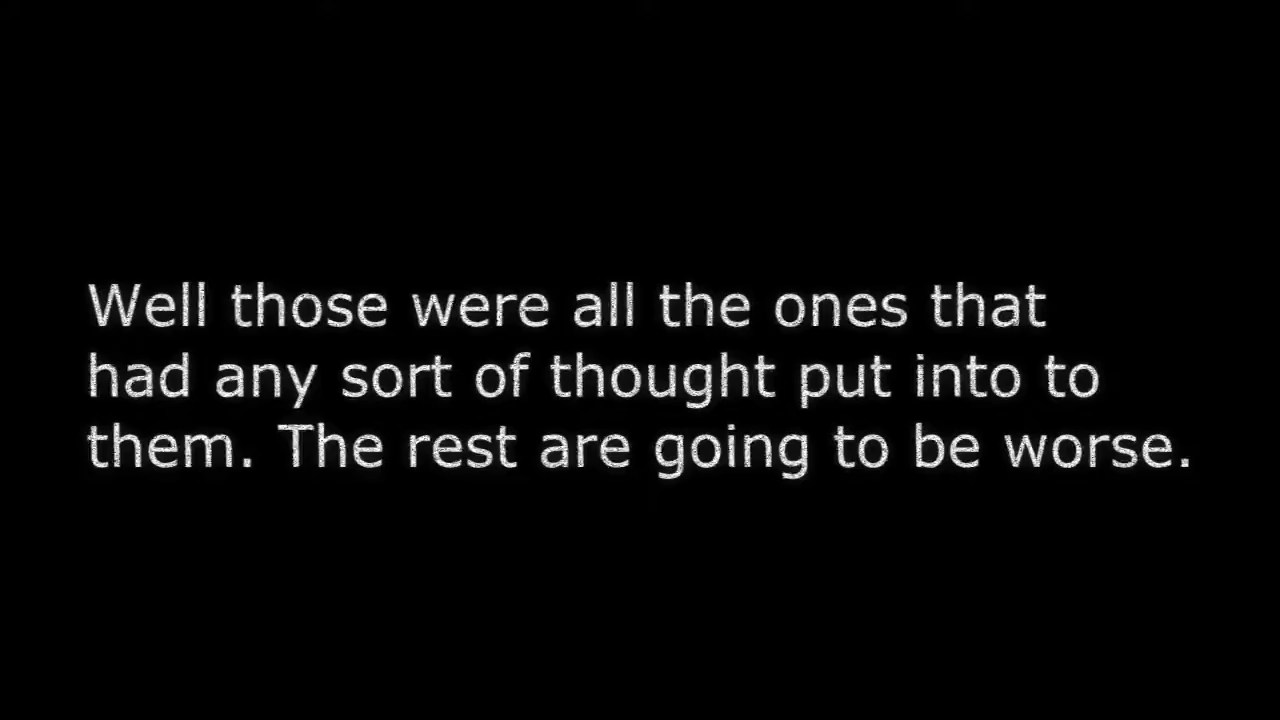 Well those were all the ones that
had any sort of thought put into to
them. The rest are going to be worse.